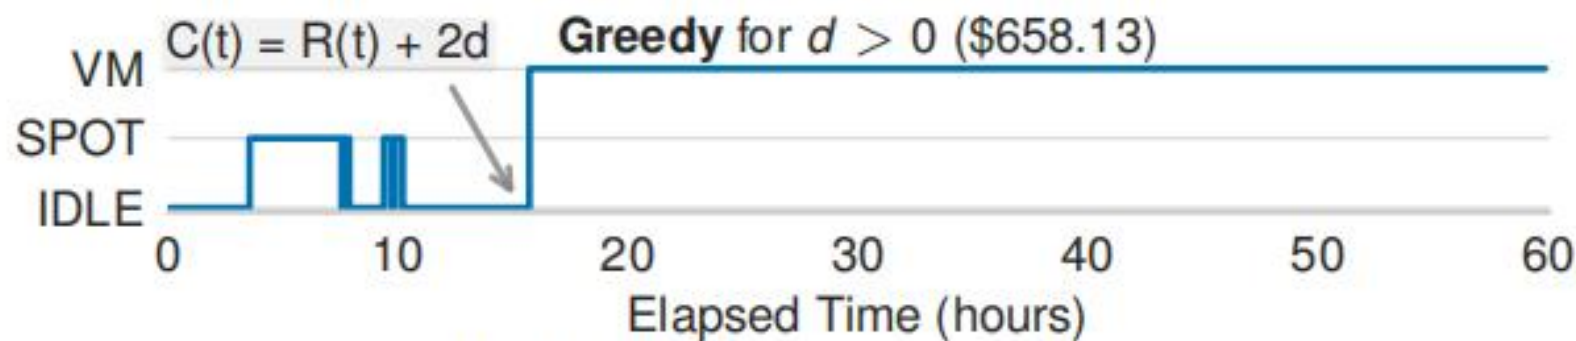 C(t) = R(t) + 2d
Greedy for d > 0 ($658.13)
VM
SPOT
IDLE
0 10 20 30 40 50 60
Elapsed Time (hours)